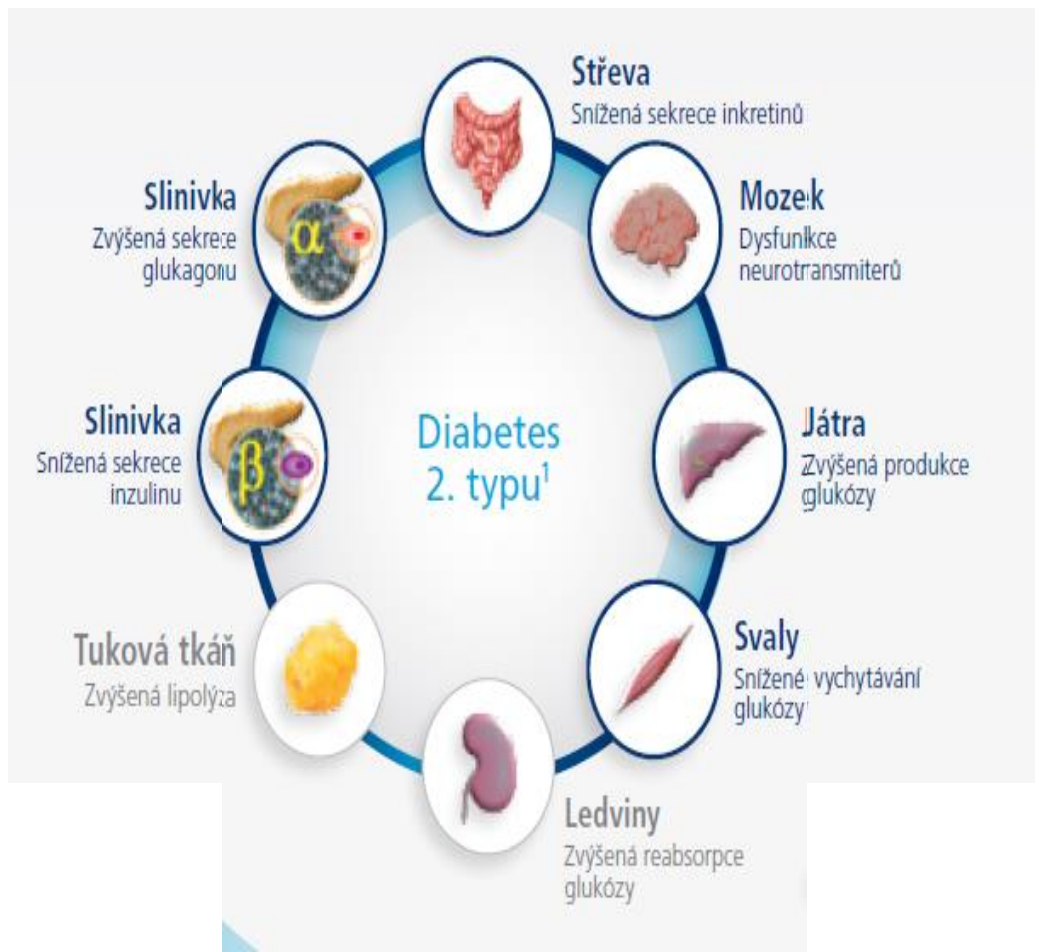 Střeva
Snížená sekrece inkretinů
Mozek
Dysfunkce
neurotransmiterů
Játra
Zvýšená produkce
glukózy
Svaly
Snížené vychytávání
glukózy
Ledviny
Zvýšená reabsorpce
glukózy
Tuková tkáň
Zvýšená lipolýza
Slinivka
Snížená sekrece
inzulinu
β
Slinivka
Zvýšená sekrece
glukagonu
α
Diabetes
2. typu¹